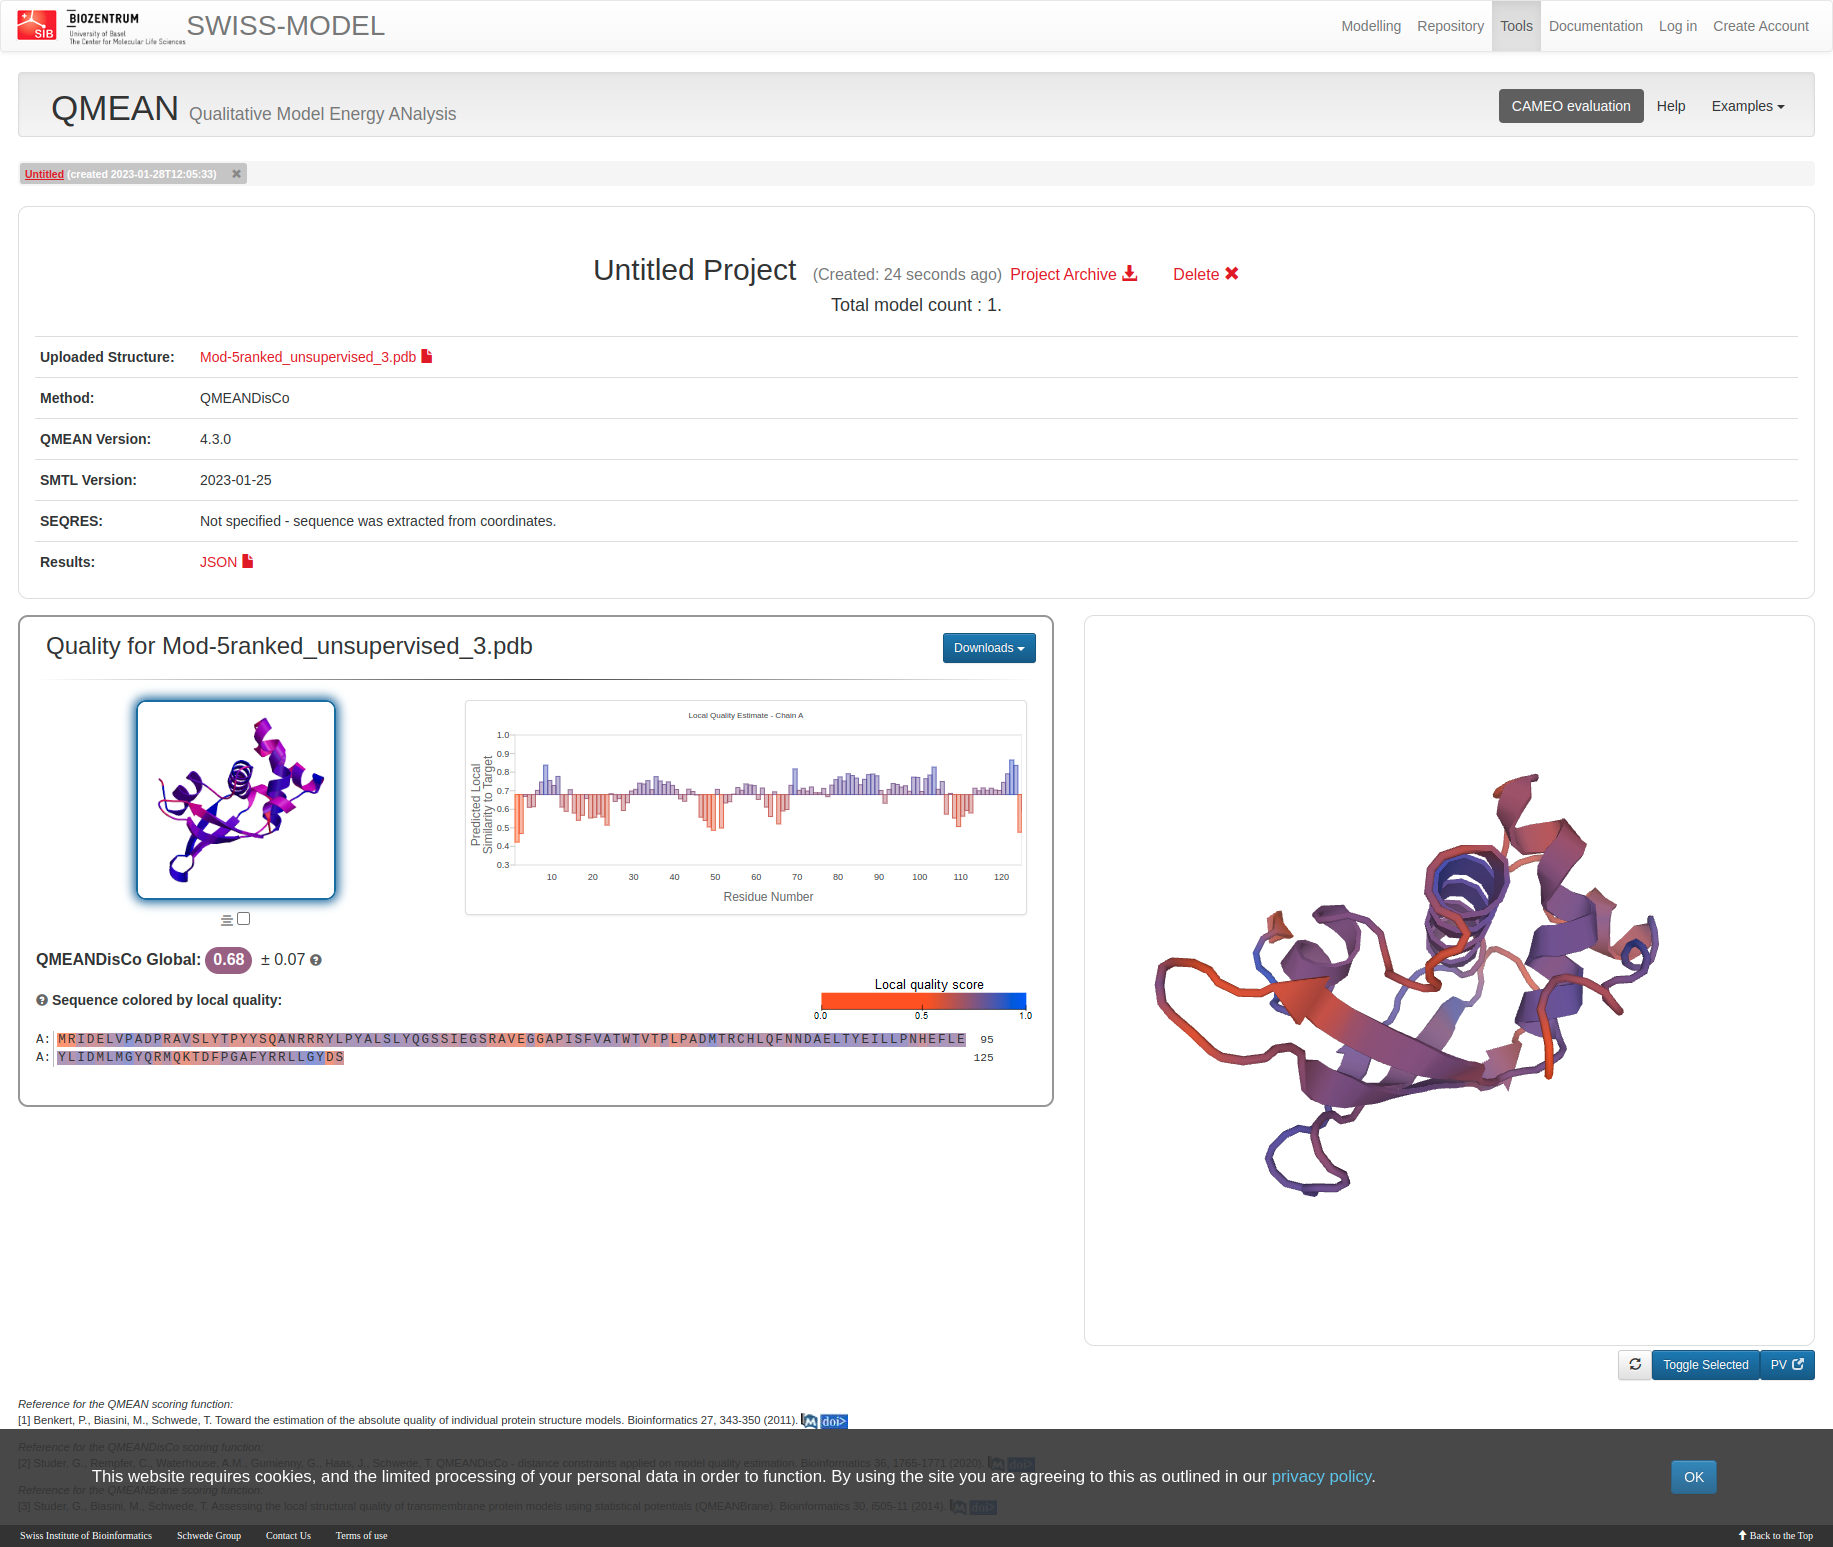 SIB BIOZENTRUM
University of Basel
The Center for Molecular Life Sciences
SWISS-MODEL
Modelling Repository Tools Documentation Log in Create Account
QMEAN Qualitative Model Energy ANalysis
CAMEO evaluation Help Examples
Untitled (created 2023-01-28T12:05:33)
Untitled Project (Created: 24 seconds ago) Project Archive Delete
Total model count : 1.
Uploaded Structure: Mod-5ranked_unsupervised_3.pdb
Method: QMEANDisCo
QMEAN Version: 4.3.0
SMTL Version: 2023-01-25
SEQRES: Not specified - sequence was extracted from coordinates.
Results: JSON
Quality for Mod-5ranked_unsupervised_3.pdb
Downloads
Local Quality Estimate - Chain A
Predicted Local
Similarity to Target
1.0
0.9
0.8
0.7
0.6
0.5
0.4
0.3
10 20 30 40 50 60 70 80 90 100 110 120
Residue Number
QMEANDisCo Global: 0.68 ± 0.07
Sequence colored by local quality:
Local quality score
0.0 0.5 1.0
A: MRIDELVPADPRAVSLYTPYYSQANRRRYLPYALSLYQGSSIEGSRAVEGGAPISFVATWTVTPLPADMTRCHLQFNNDAELTYEILLPNHEFLE 95
A: YLIDMLMGYQRMQKTDFPGAFYRRLLGYDS 125
Toggle Selected PV
Reference for the QMEAN scoring function:
[1] Benkert, P., Biasini, M., Schwede, T. Toward the estimation of the absolute quality of individual protein structure models. Bioinformatics 27, 343-350 (2011). M doi>
Reference for the QMEANDisCo scoring function:
[2] Studer, G., Rempfer, C., Waterhouse, A.M., Gumienny, G., Haas, J., Schwede, T. QMEANDisCo - distance constraints applied on model quality estimation. Bioinformatics 36, 1765-1771 (2020). M doi>
This website requires cookies, and the limited processing of your personal data in order to function. By using the site you are agreeing to this as outlined in our privacy policy.
OK
Reference for the QMEANBrane scoring function:
[3] Studer, G., Biasini, M., Schwede, T. Assessing the local structural quality of transmembrane protein models using statistical potentials (QMEANBrane). Bioinformatics 30, i505-11 (2014). M doi>
Swiss Institute of Bioinformatics Schwede Group Contact Us Terms of use
Back to the Top